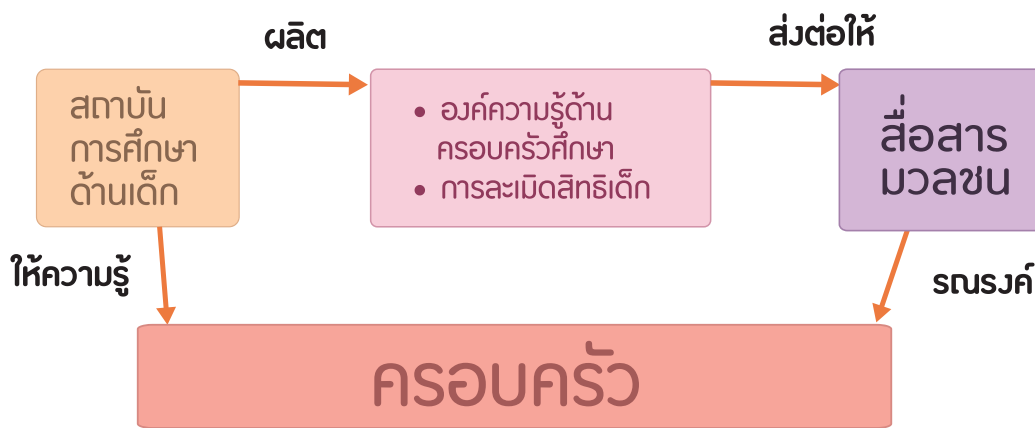 ผลิต
ส่งต่อให้
สถาบัน
การศึกษา
ด้านเด็ก
• องค์ความรู้ด้าน
ครอบครัวศึกษา
• การละเมิดสิทธิเด็ก
สื่อสาร
มวลชน
ให้ความรู้
รณรงค์
ครอบครัว